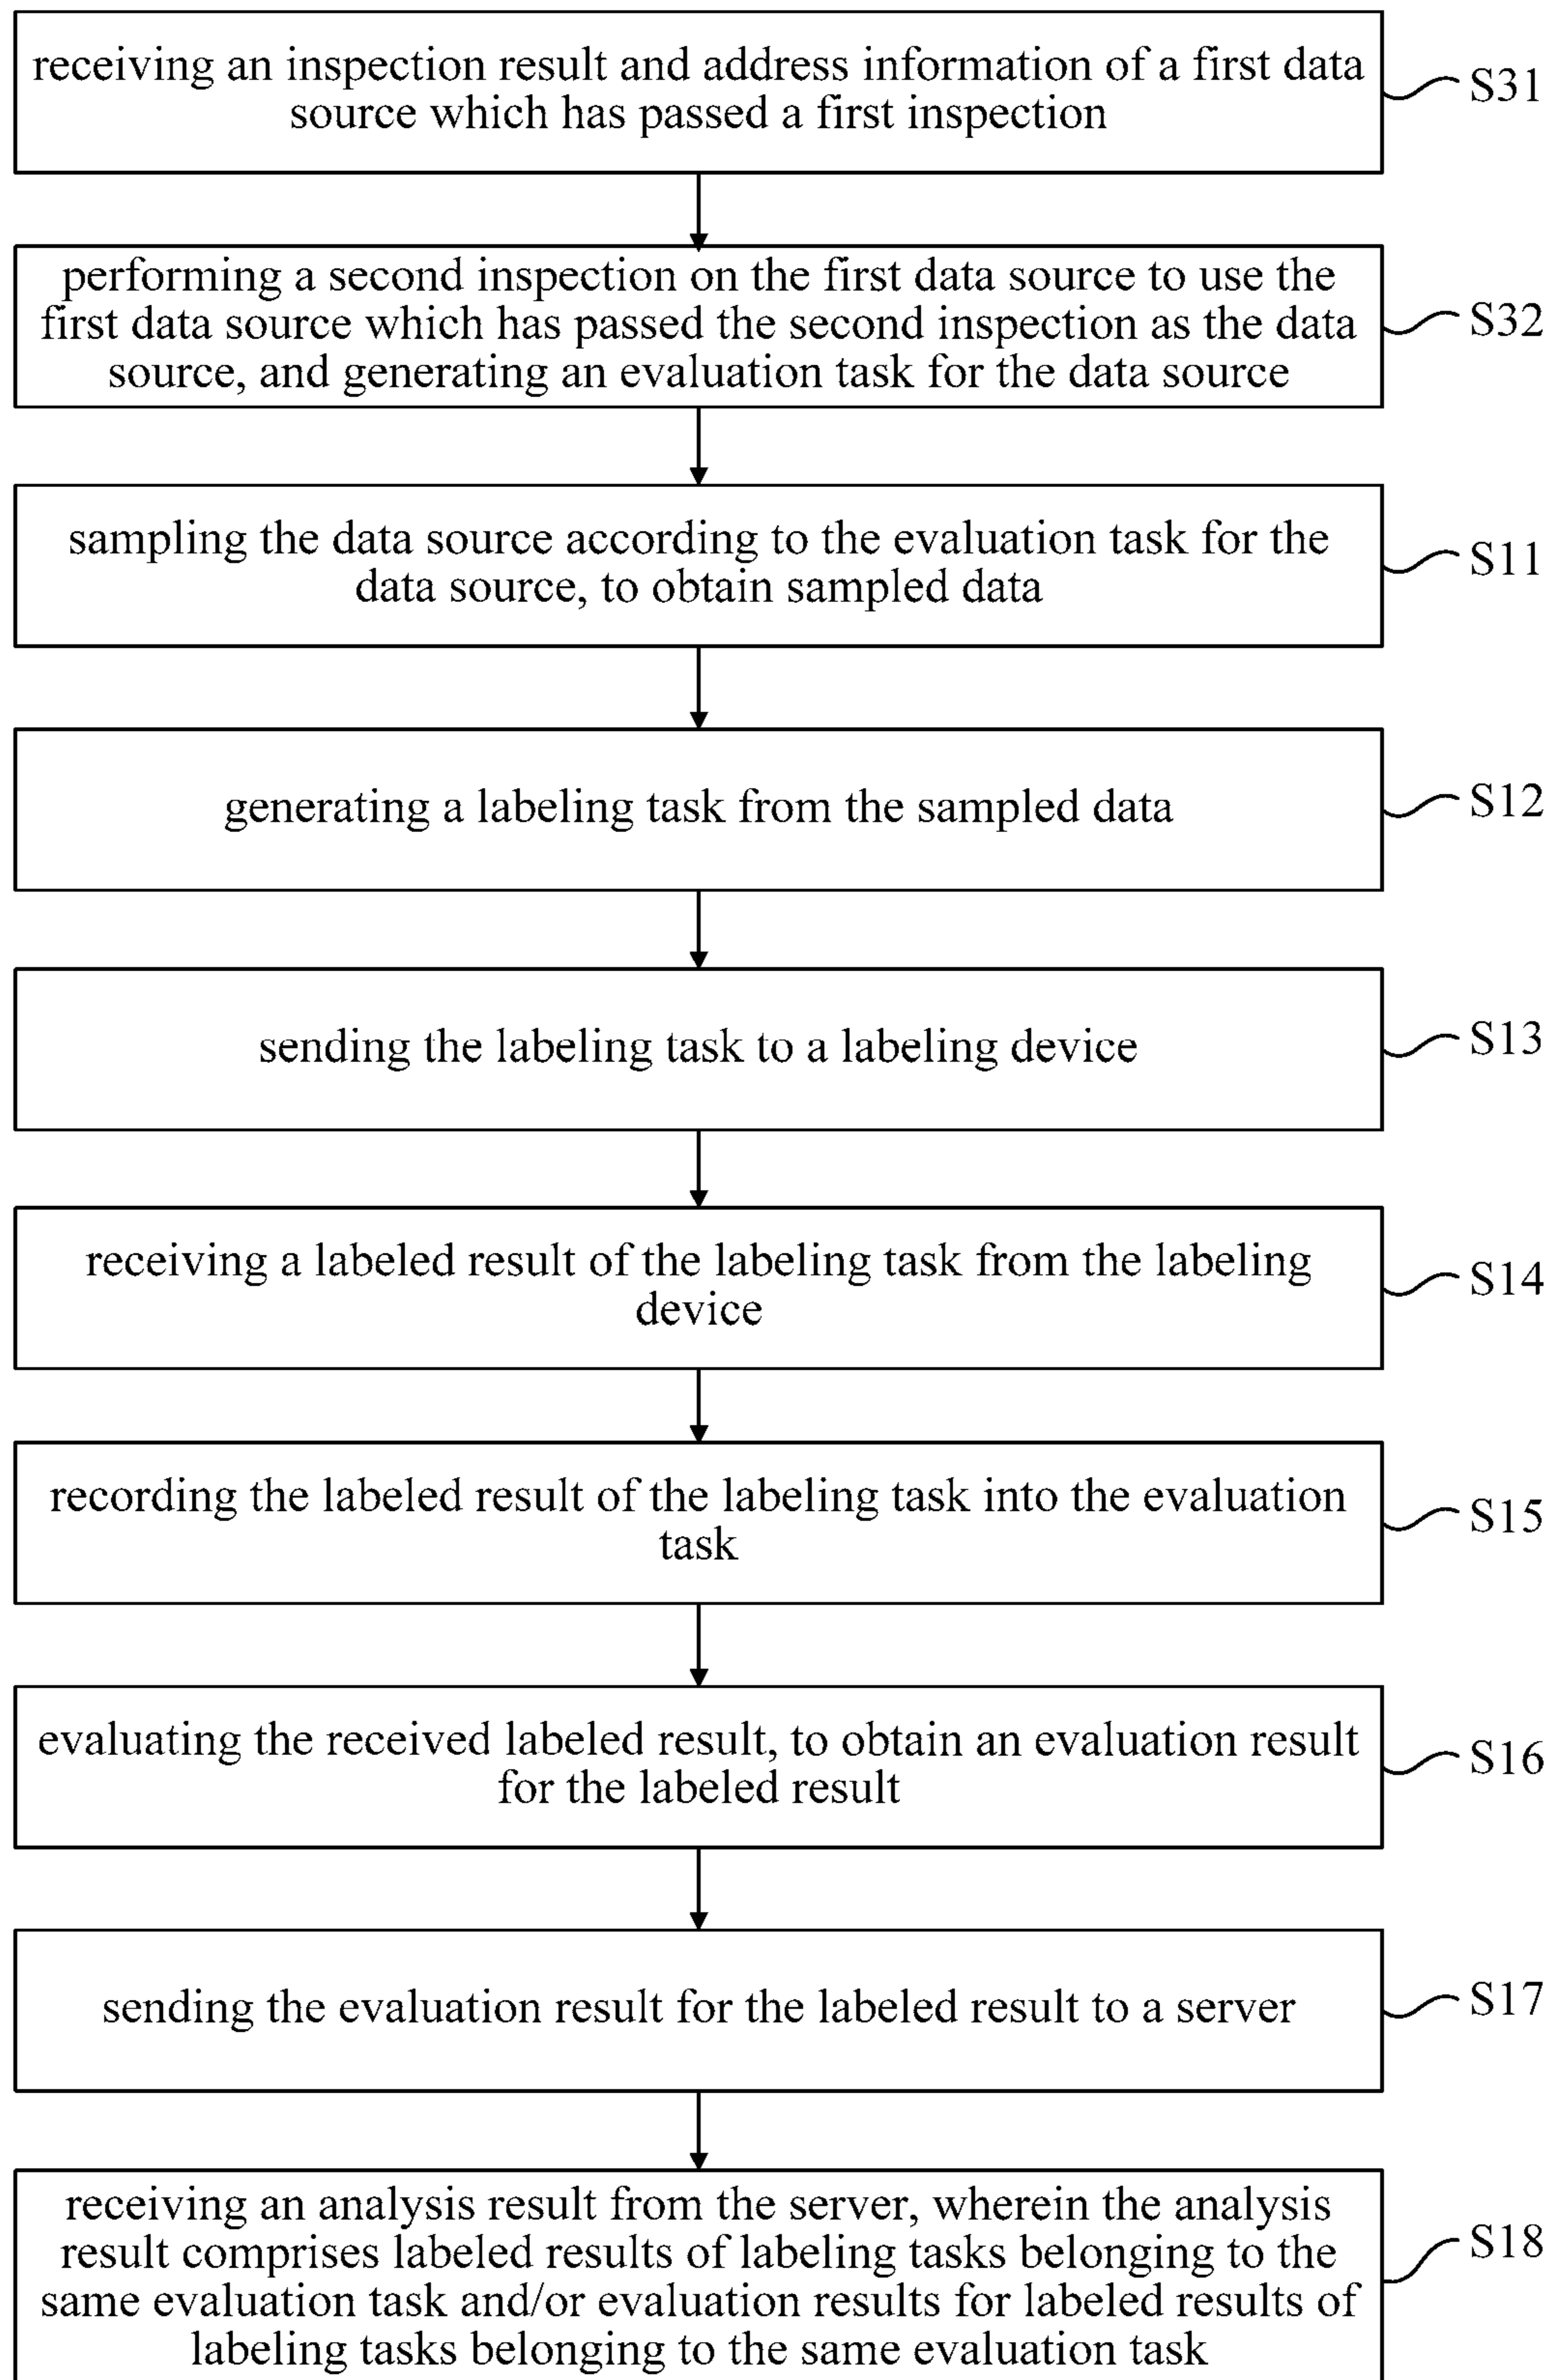 receiving an inspection result and address information of a first data
source which has passed a first inspection
S31
performing a second inspection on the first data source to use the
first data source which has passed the second inspection as the data
source, and generating an evaluation task for the data source
S32
sampling the data source according to the evaluation task for the
data source, to obtain sampled data
S11
generating a labeling task from the sampled data
S12
sending the labeling task to a labeling device
S13
receiving a labeled result of the labeling task from the labeling
device
S14
recording the labeled result of the labeling task into the evaluation
task
S15
evaluating the received labeled result, to obtain an evaluation result
for the labeled result
S16
sending the evaluation result for the labeled result to a server
S17
receiving an analysis result from the server, wherein the analysis
result comprises labeled results of labeling tasks belonging to the
same evaluation task and/or evaluation results for labeled results of
labeling tasks belonging to the same evaluation task
S18